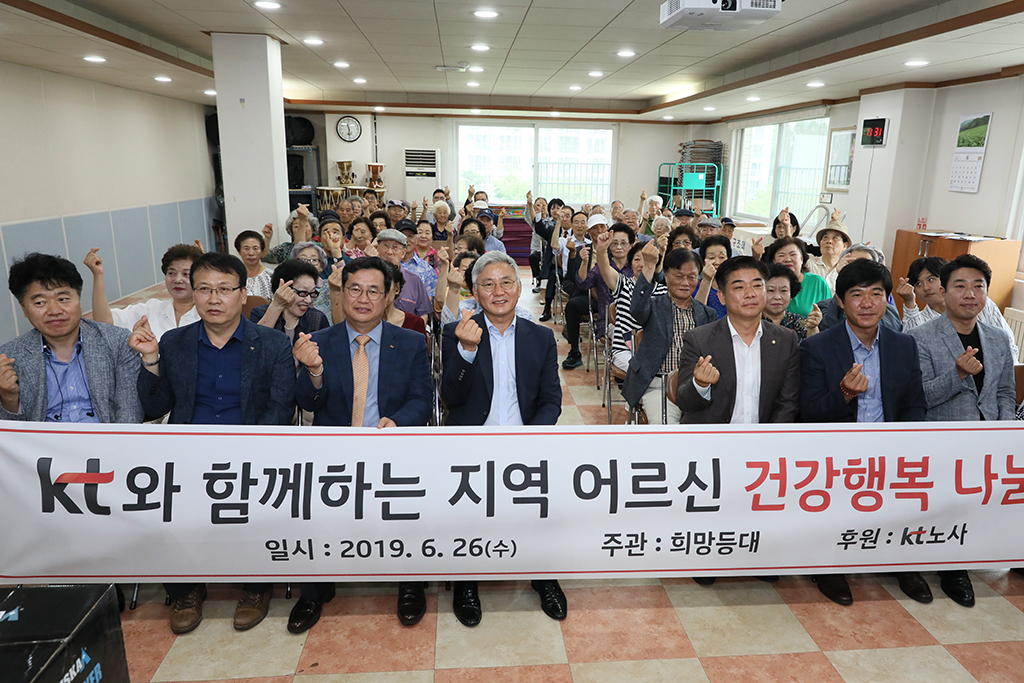 kt와 함께하는 지역 어르신 건강행복 나눔
일시 : 2019. 6. 26(수) 주관 : 희망등대 후원 : kt노사